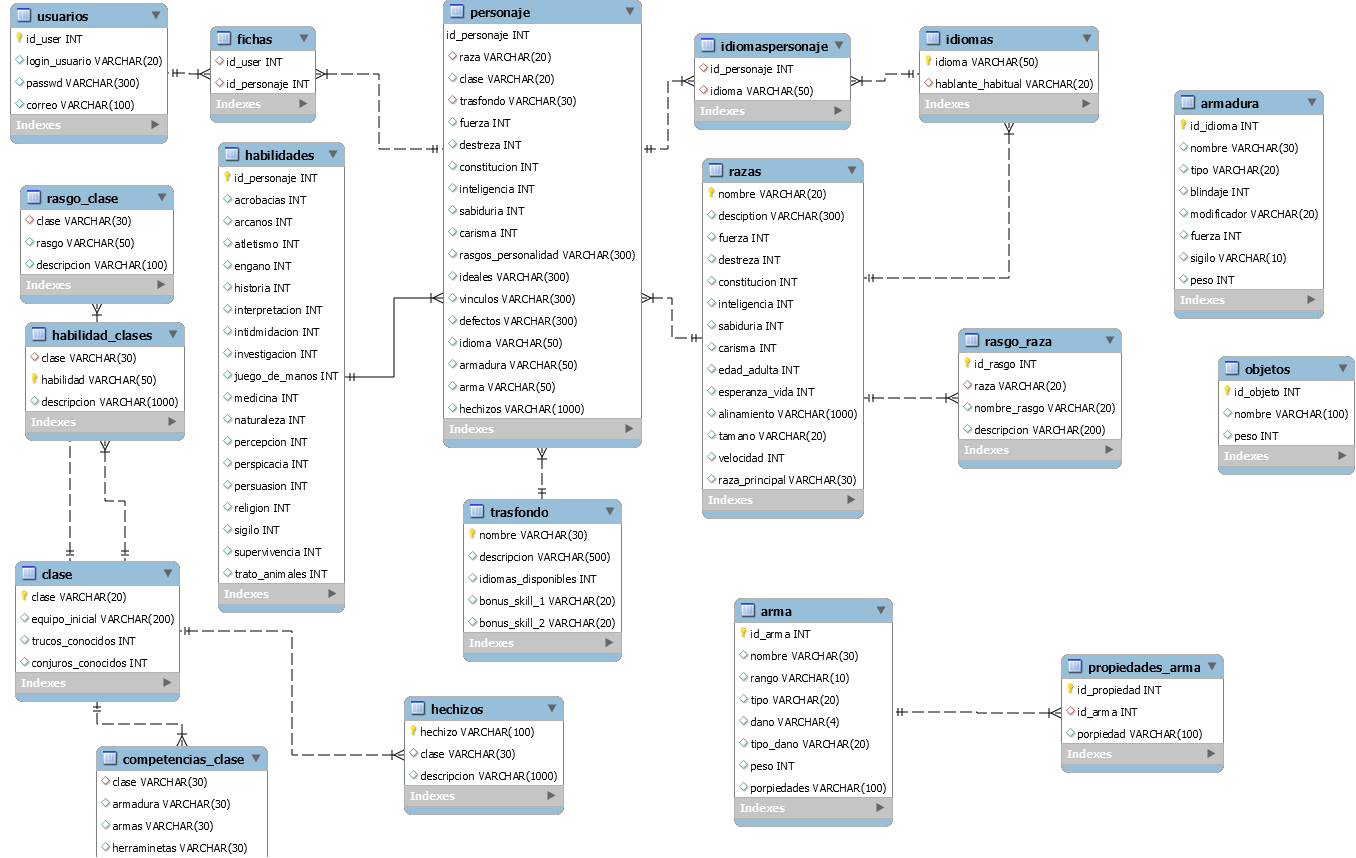 usuarios
id_user INT
login_usuario VARCHAR(20)
passwd VARCHAR(300)
correo VARCHAR(100)
Indexes
fichas
id_user INT
id_personaje INT
Indexes
personaje
id_personaje INT
raza VARCHAR(20)
clase VARCHAR(20)
trasfondo VARCHAR(30)
fuerza INT
destreza INT
constitucion INT
inteligencia INT
sabiduria INT
carisma INT
rasgos_personalidad VARCHAR(300)
ideales VARCHAR(300)
vinculos VARCHAR(300)
defectos VARCHAR(300)
idioma VARCHAR(50)
armadura VARCHAR(50)
arma VARCHAR(50)
hechizos VARCHAR(1000)
Indexes
idiomaspersonaje
id_personaje INT
idioma VARCHAR(50)
Indexes
idiomas
idioma VARCHAR(50)
hablante_habitual VARCHAR(20)
Indexes
armadura
id_idioma INT
nombre VARCHAR(30)
tipo VARCHAR(20)
blindaje INT
modificador VARCHAR(20)
fuerza INT
sigilo VARCHAR(10)
peso INT
Indexes
habilidades
id_personaje INT
acrobacias INT
arcanos INT
atletismo INT
engano INT
historia INT
interpretacion INT
intidmidacion INT
investigacion INT
juego_de_manos INT
medicina INT
naturaleza INT
percepcion INT
perspicacia INT
persuasion INT
religion INT
sigilo INT
supervivencia INT
trato_animales INT
Indexes
razas
nombre VARCHAR(20)
desciption VARCHAR(300)
fuerza INT
destreza INT
constitucion INT
inteligencia INT
sabiduria INT
carisma INT
edad_adulta INT
esperanza_vida INT
alinamiento VARCHAR(1000)
tamano VARCHAR(20)
velocidad INT
raza_principal VARCHAR(30)
Indexes
rasgo_clase
clase VARCHAR(30)
rasgo VARCHAR(50)
descripcion VARCHAR(100)
Indexes
habilidad_clases
clase VARCHAR(30)
habilidad VARCHAR(50)
descripcion VARCHAR(1000)
Indexes
rasgo_raza
id_rasgo INT
raza VARCHAR(20)
nombre_rasgo VARCHAR(20)
descripcion VARCHAR(200)
Indexes
objetos
id_objeto INT
nombre VARCHAR(100)
peso INT
Indexes
trasfondo
nombre VARCHAR(30)
descripcion VARCHAR(500)
idiomas_disponibles INT
bonus_skill_1 VARCHAR(20)
bonus_skill_2 VARCHAR(20)
Indexes
clase
clase VARCHAR(20)
equipo_inicial VARCHAR(200)
trucos_conocidos INT
conjuros_conocidos INT
Indexes
arma
id_arma INT
nombre VARCHAR(30)
rango VARCHAR(10)
tipo VARCHAR(20)
dano VARCHAR(4)
tipo_dano VARCHAR(20)
peso INT
porpiedades VARCHAR(100)
Indexes
propiedades_arma
id_propiedad INT
id_arma INT
porpiedad VARCHAR(100)
Indexes
hechizos
hechizo VARCHAR(100)
clase VARCHAR(30)
descripcion VARCHAR(1000)
Indexes
competencias_clase
clase VARCHAR(30)
armadura VARCHAR(30)
armas VARCHAR(30)
herraminetas VARCHAR(30)